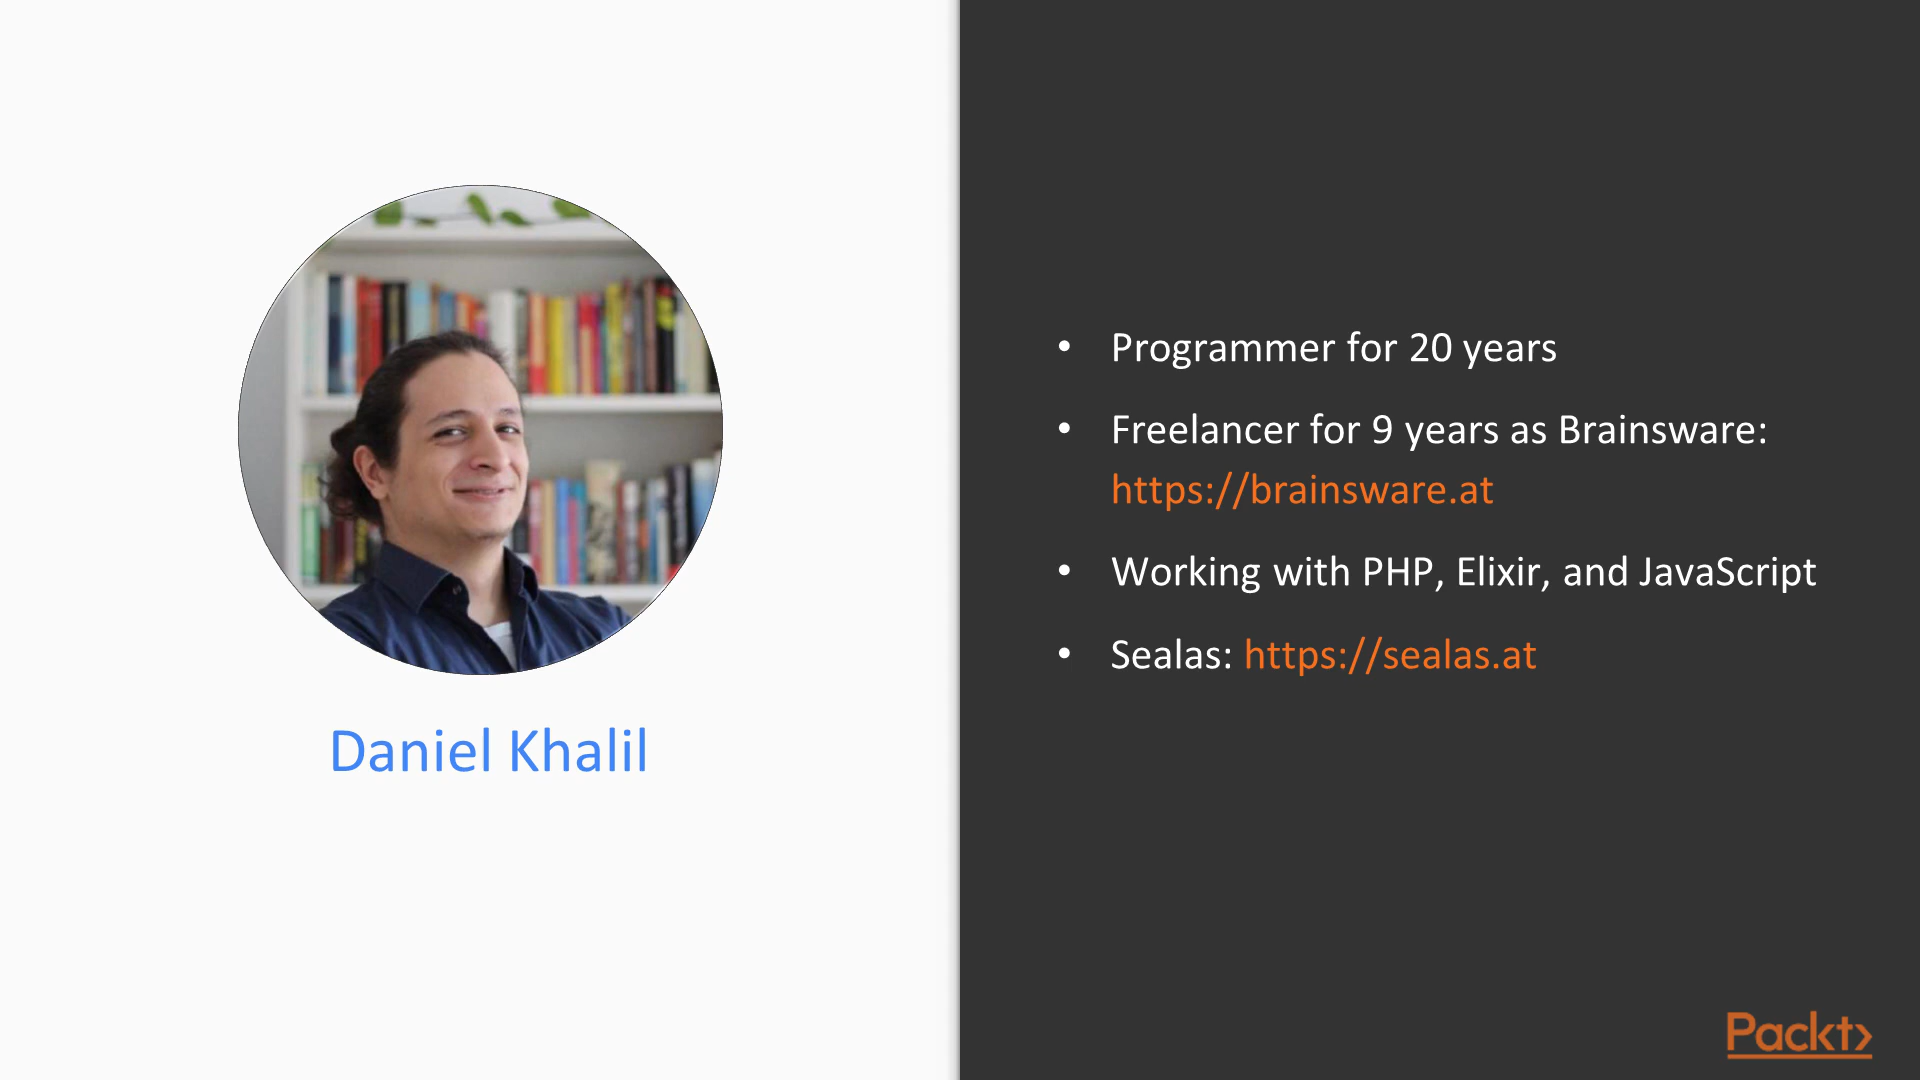 Daniel Khalil
• Programmer for 20 years
• Freelancer for 9 years as Brainsware:
https://brainsware.at
• Working with PHP, Elixir, and JavaScript
• Sealas: https://sealas.at
Packt>